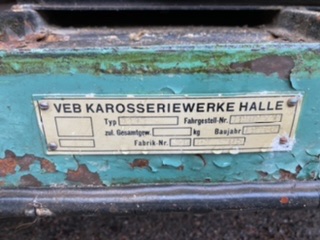 VEB KAROSSERIEWERKE HALLE
Typ Fahrgestell-Nr.
zul. Gesamtgew. kg Baujahr
Fabrik-Nr.